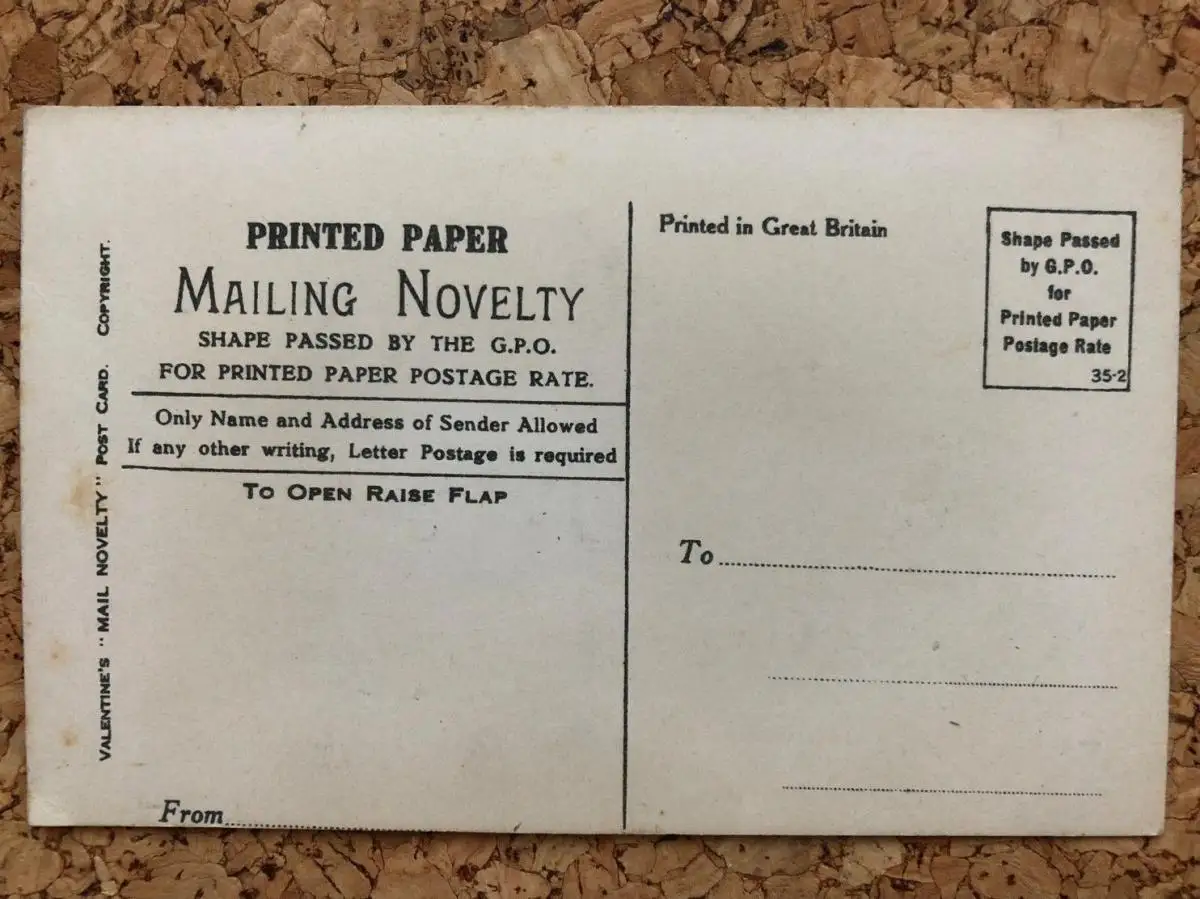 VALENTINE'S "MAIL NOVELTY" POST CARD. COPYRIGHT.
PRINTED PAPER
MAILING NOVELTY
SHAPE PASSED BY THE G.P.O.
FOR PRINTED PAPER POSTAGE RATE.
Only Name and Address of Sender Allowed
If any other writing, Letter Postage is required
TO OPEN RAISE FLAP
From
Printed in Great Britain
Shape Passed
by G.P.O.
for
Printed Paper
Postage Rate
35-2
To